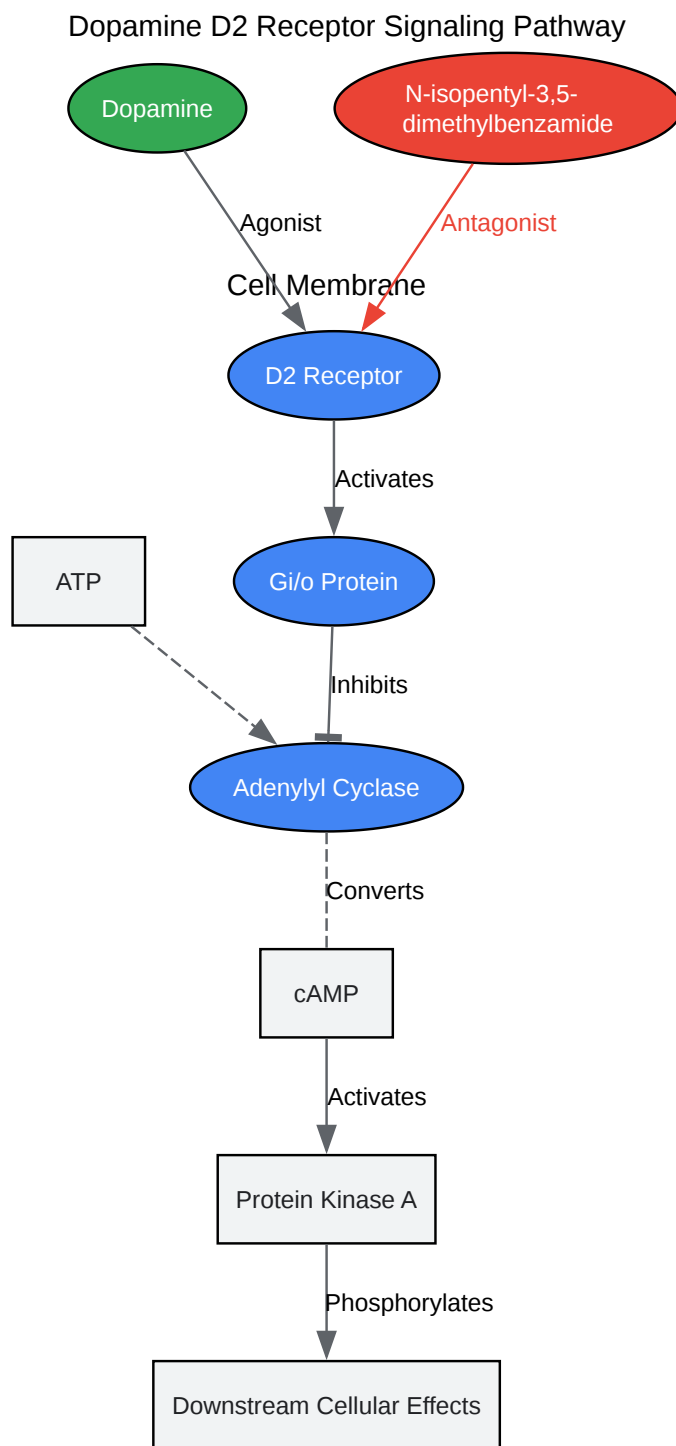 Dopamine D2 Receptor Signaling Pathway
Dopamine
N-isopentyl-3,5-
dimethylbenzamide
Agonist
Antagonist
Cell Membrane
D2 Receptor
Activates
ATP
Gi/o Protein
Inhibits
Adenylyl Cyclase
Converts
cAMP
Activates
Protein Kinase A
Phosphorylates
Downstream Cellular Effects